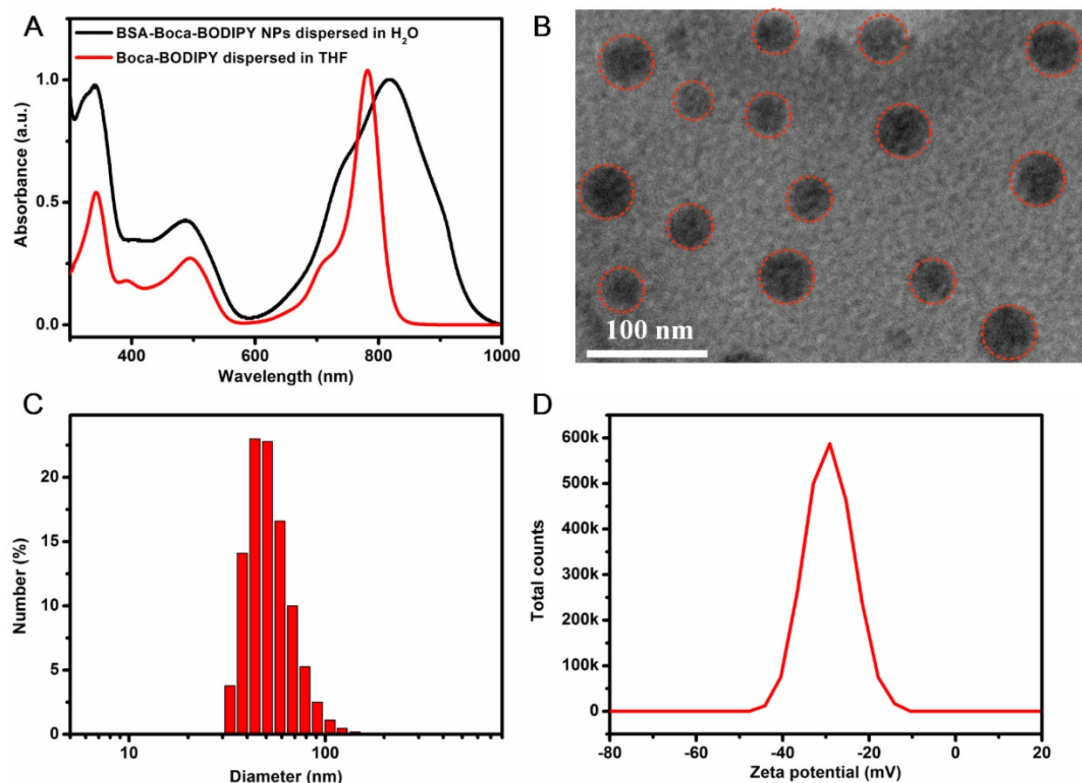 A
BSA-Boca-BODIPY NPs dispersed in H₂O
Boca-BODIPY dispersed in THF
Absorbance (a.u.)
1.0
0.5
0.0
400
600
800
1000
Wavelength (nm)
B
100 nm
C
Number (%)
20
15
10
5
0
10
100
Diameter (nm)
D
Total counts
600k
500k
400k
300k
200k
100k
0
-80
-60
-40
-20
0
20
Zeta potential (mV)